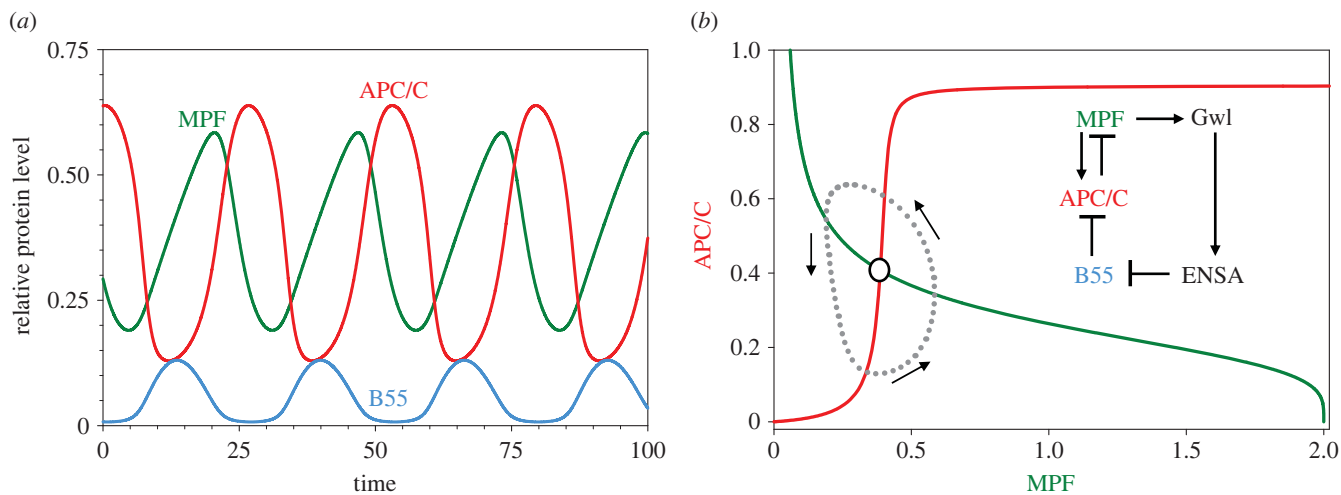 (a)
0.75
0.50
0.25
0
relative protein level
MPF
APC/C
B55
0 25 50 75 100
time
(b)
1.0
0.8
0.6
0.4
0.2
0
APC/C
MPF Gwl
APC/C
B55 ENSA
0 0.5 1.0 1.5 2.0
MPF